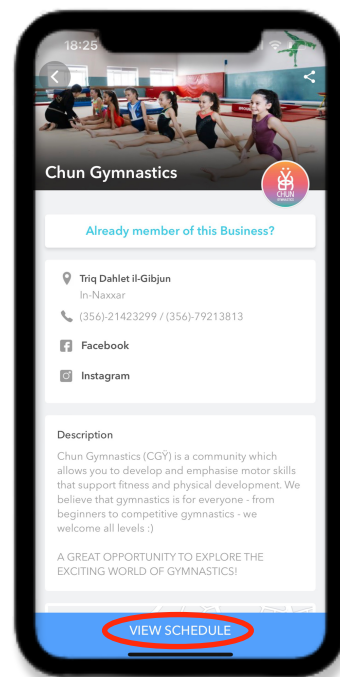 18:25
Chun Gymnastics
CHUN
Already member of this Business?
Triq Dahlet il-Gibjun
In-Naxxar
(356)-21423299 / (356)-79213813
Facebook
Instagram
Description
Chun Gymnastics (CGŸ) is a community which
allows you to develop and emphasise motor skills
that support fitness and physical development. We
believe that gymnastics is for everyone - from
beginners to competitive gymnastics - we
welcome all levels :)
A GREAT OPPORTUNITY TO EXPLORE THE
EXCITING WORLD OF GYMNASTICS!
VIEW SCHEDULE